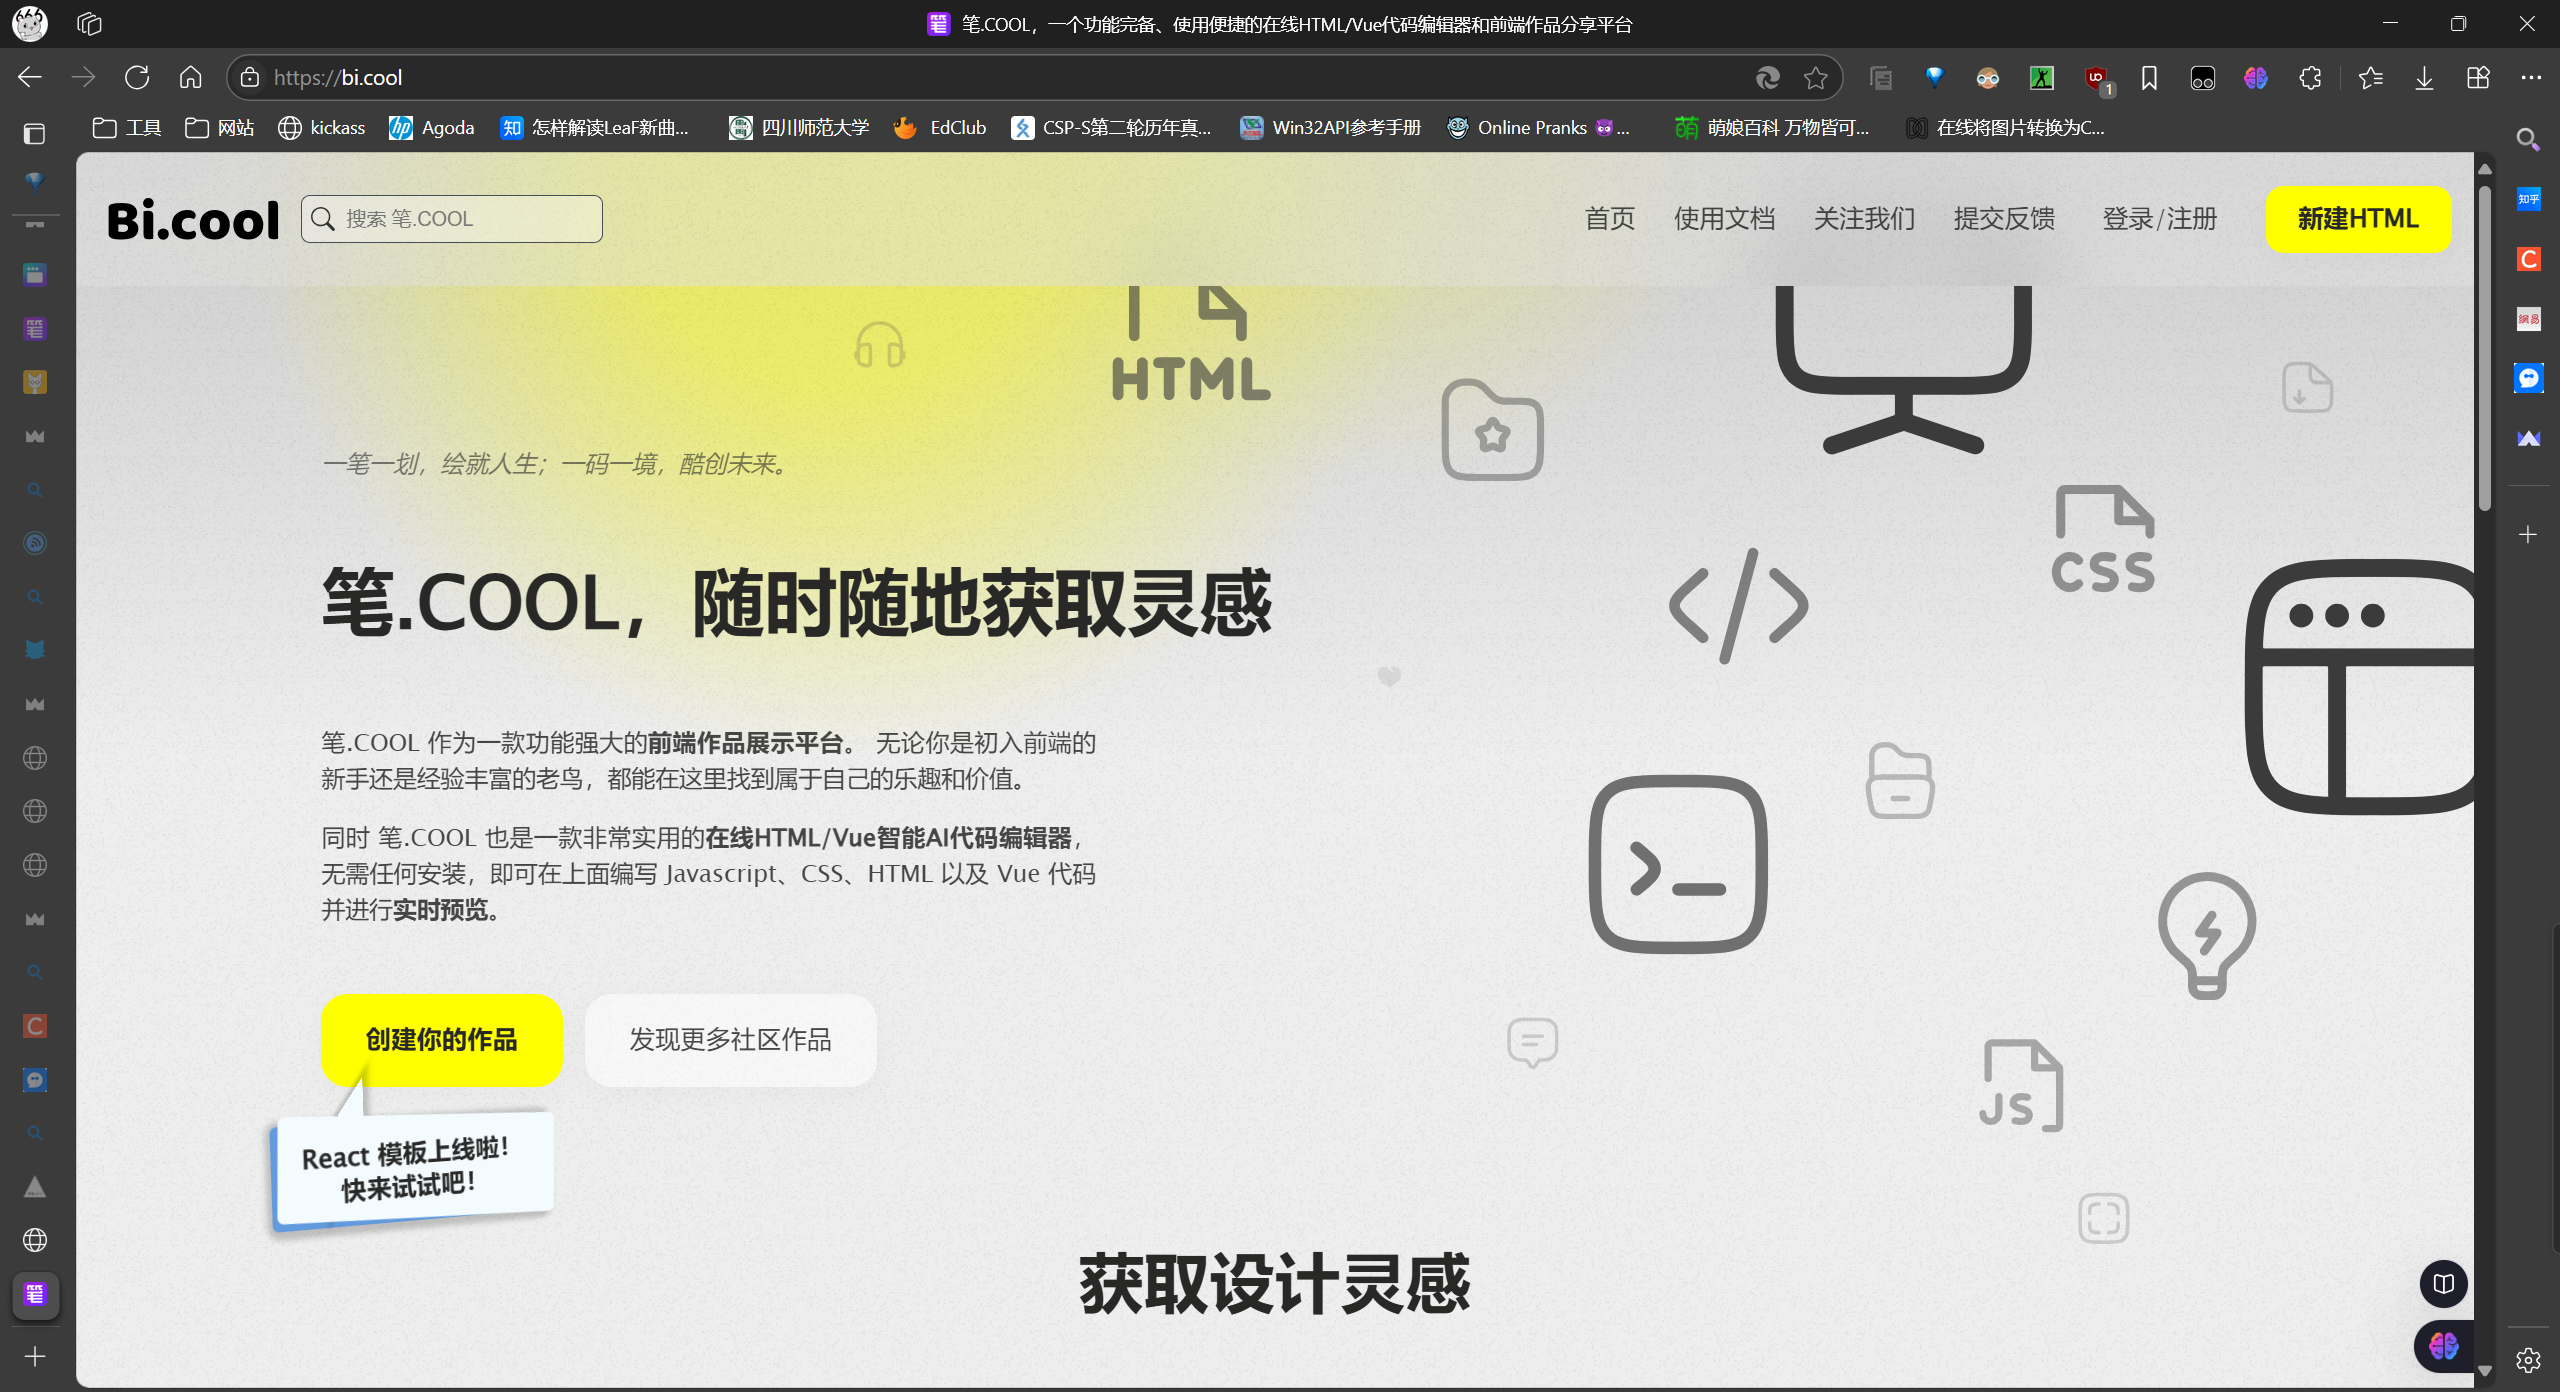 笔.COOL，一个功能完备、使用便捷的在线HTML/Vue代码编辑器和前端作品分享平台
https://bi.cool
1
工具
网站
kickass
Agoda
怎样解读LeaF新曲...
四川师范大学
EdClub
CSP-S第二轮历年真...
Win32API参考手册
Online Pranks 😈 ...
萌娘百科 万物皆可...
在线将图片转换为C...
Bi.cool
搜索 笔.COOL
首页
使用文档
关注我们
提交反馈
登录/注册
新建HTML
HTML
一笔一划，绘就人生；一码一境，酷创未来。
CSS
笔.COOL，随时随地获取灵感
笔.COOL 作为一款功能强大的前端作品展示平台。 无论你是初入前端的
新手还是经验丰富的老鸟，都能在这里找到属于自己的乐趣和价值。
同时 笔.COOL 也是一款非常实用的在线HTML/Vue智能AI代码编辑器，
无需任何安装，即可在上面编写 Javascript、CSS、HTML 以及 Vue 代码
并进行实时预览。
创建你的作品
发现更多社区作品
JS
React 模板上线啦！
快来试试吧！
获取设计灵感